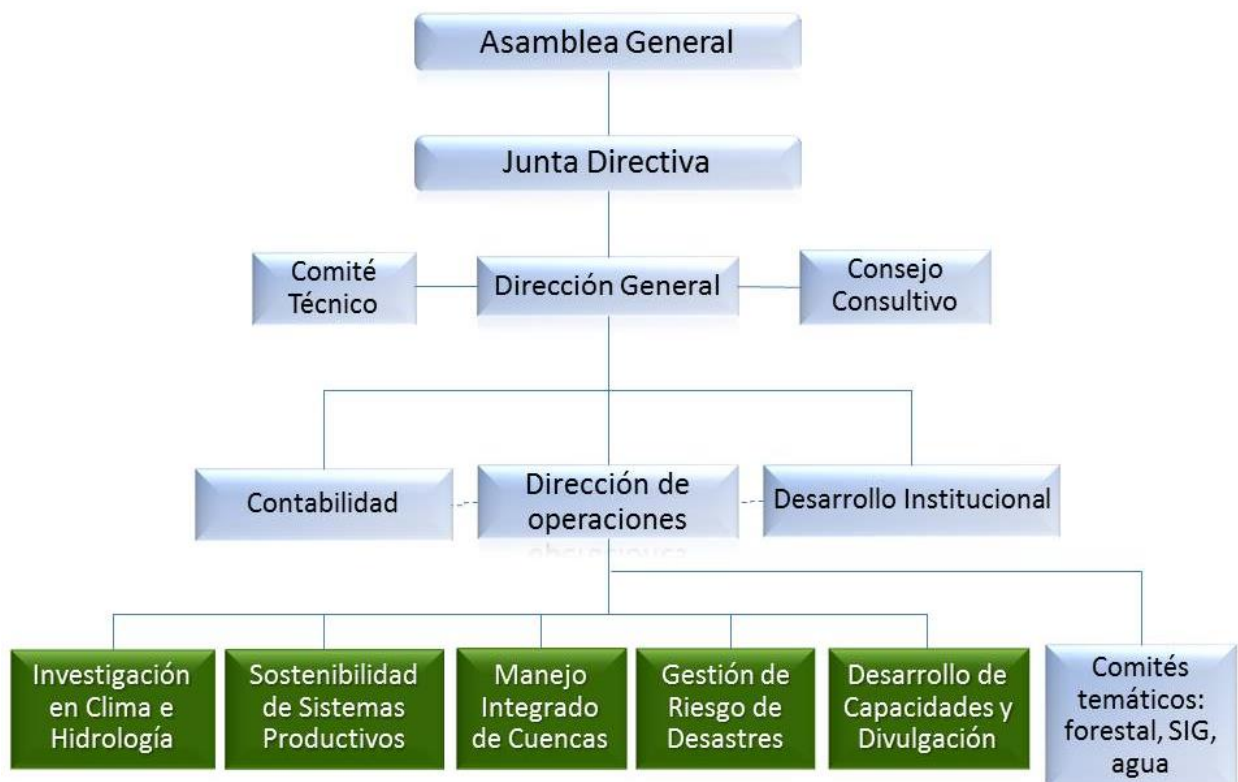 Asamblea General
Junta Directiva
Comité
Técnico
Dirección General
Consejo
Consultivo
Contabilidad
Dirección de
operaciones
Desarrollo Institucional
Investigación
en Clima e
Hidrología
Sostenibilidad
de Sistemas
Productivos
Manejo
Integrado
de Cuencas
Gestión de
Riesgo de
Desastres
Desarrollo de
Capacidades y
Divulgación
Comités
temáticos:
forestal, SIG,
agua